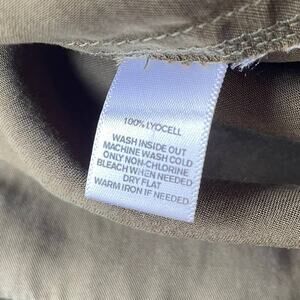 100% LYOCELL
WASH INSIDE OUT
MACHINE WASH COLD
ONLY NON-CHLORINE
BLEACH WHEN NEEDED
DRY FLAT
WARM IRON IF NEEDED